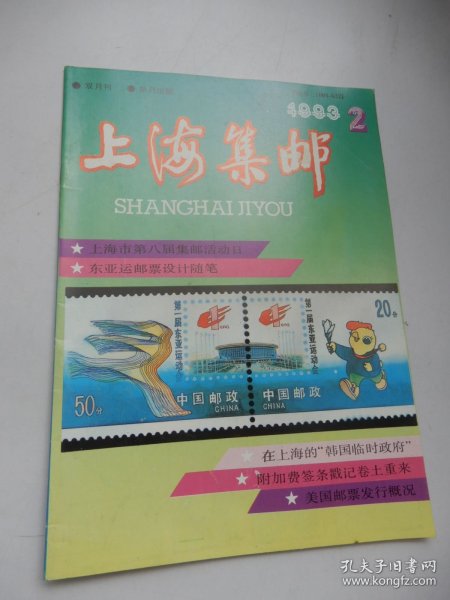 ● 双月刊
1993 2
上海集邮
SHANGHAI JIYOU
★ 上海市第八届集邮活动日
★ 东亚运邮票设计随笔
第一届东亚运动会
50分
中国邮政
CHINA
第一届东亚运动会
20分
中国邮政
CHINA
★ 在上海的“韩国临时政府”
★ 附加费签条戳记卷土重来
★ 美国邮票发行概况
孔夫子旧书网
www.kongfz.com